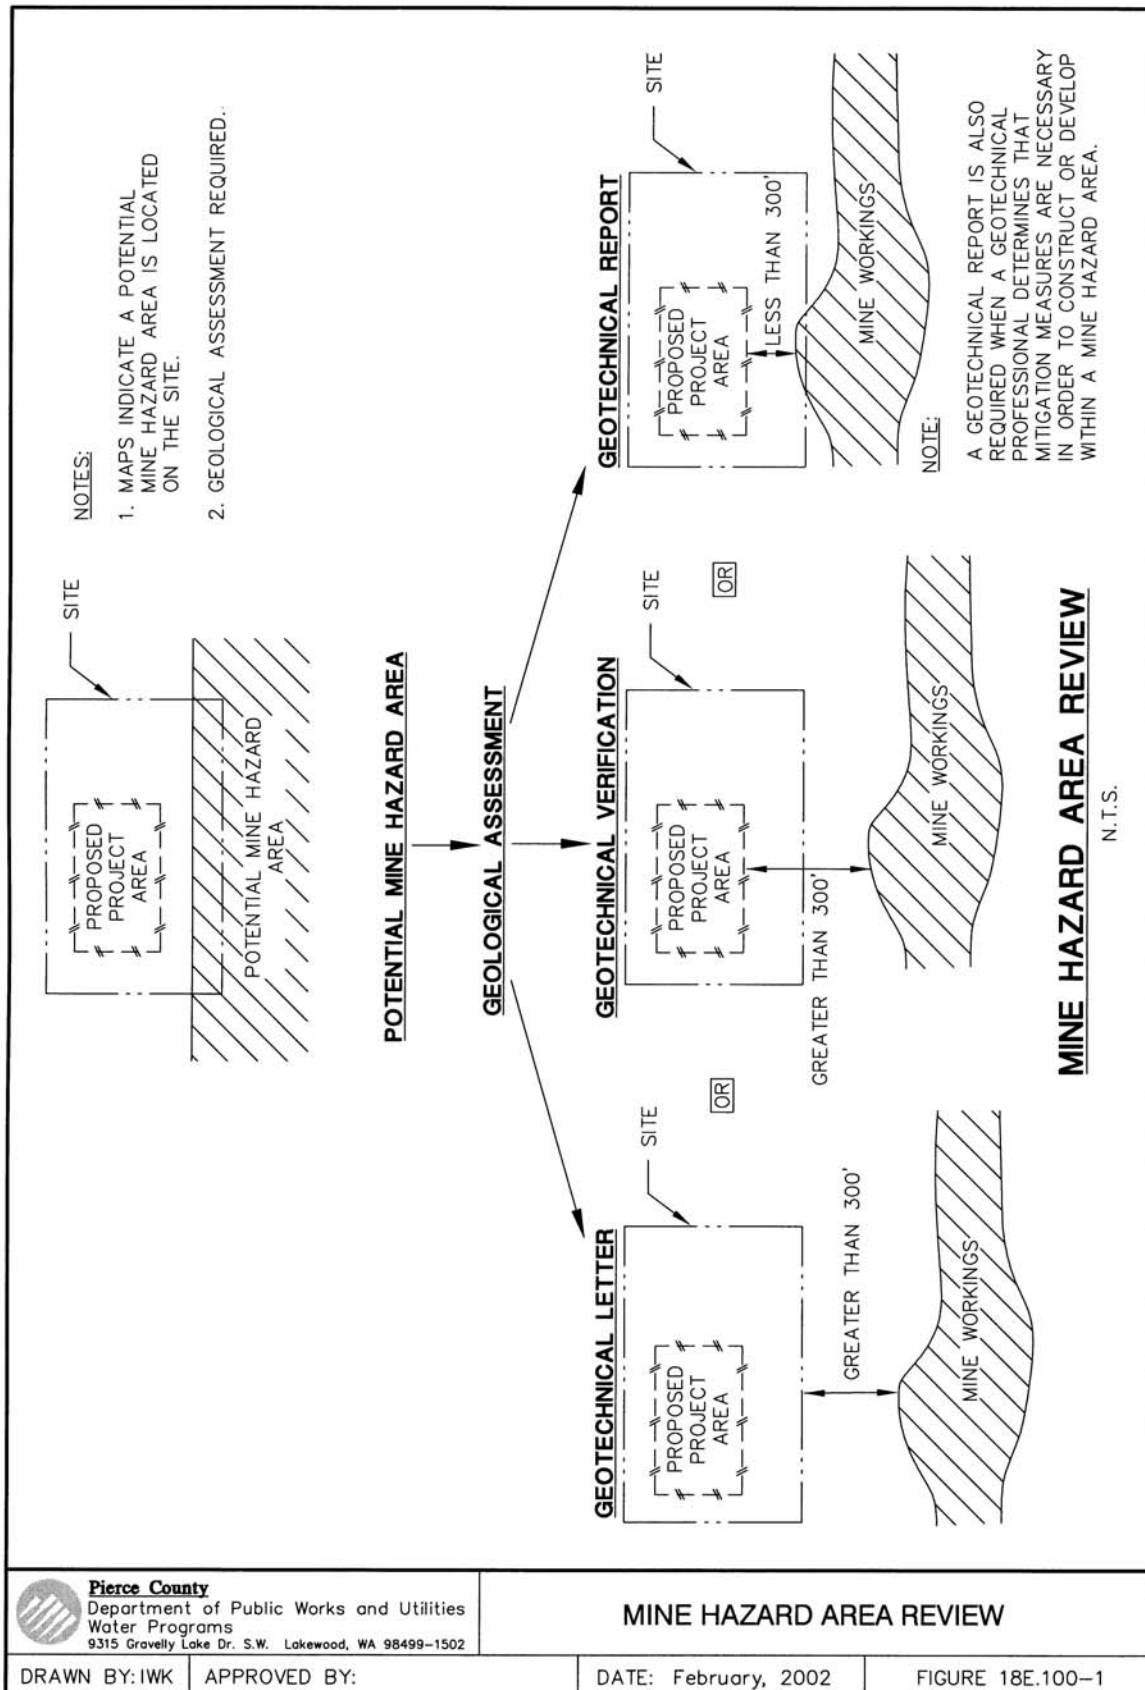 SITE
PROPOSED
PROJECT
AREA
POTENTIAL MINE HAZARD
AREA
NOTES:
1. MAPS INDICATE A POTENTIAL
MINE HAZARD AREA IS LOCATED
ON THE SITE.
2. GEOLOGICAL ASSESSMENT REQUIRED.
POTENTIAL MINE HAZARD AREA
GEOLOGICAL ASSESSMENT
GEOTECHNICAL LETTER
SITE
PROPOSED
PROJECT
AREA
GREATER THAN 300'
MINE WORKINGS
OR
GEOTECHNICAL VERIFICATION
SITE
PROPOSED
PROJECT
AREA
GREATER THAN 300'
MINE WORKINGS
OR
GEOTECHNICAL REPORT
SITE
PROPOSED
PROJECT
AREA
LESS THAN 300'
MINE WORKINGS
NOTE:
A GEOTECHNICAL REPORT IS ALSO
REQUIRED WHEN A GEOTECHNICAL
PROFESSIONAL DETERMINES THAT
MITIGATION MEASURES ARE NECESSARY
IN ORDER TO CONSTRUCT OR DEVELOP
WITHIN A MINE HAZARD AREA.
MINE HAZARD AREA REVIEW
N.T.S.
Pierce County
Department of Public Works and Utilities
Water Programs
9315 Gravelly Lake Dr. S.W. Lakewood, WA 98499-1502
MINE HAZARD AREA REVIEW
DRAWN BY: IWK
APPROVED BY:
DATE: February, 2002
FIGURE 18E.100-1